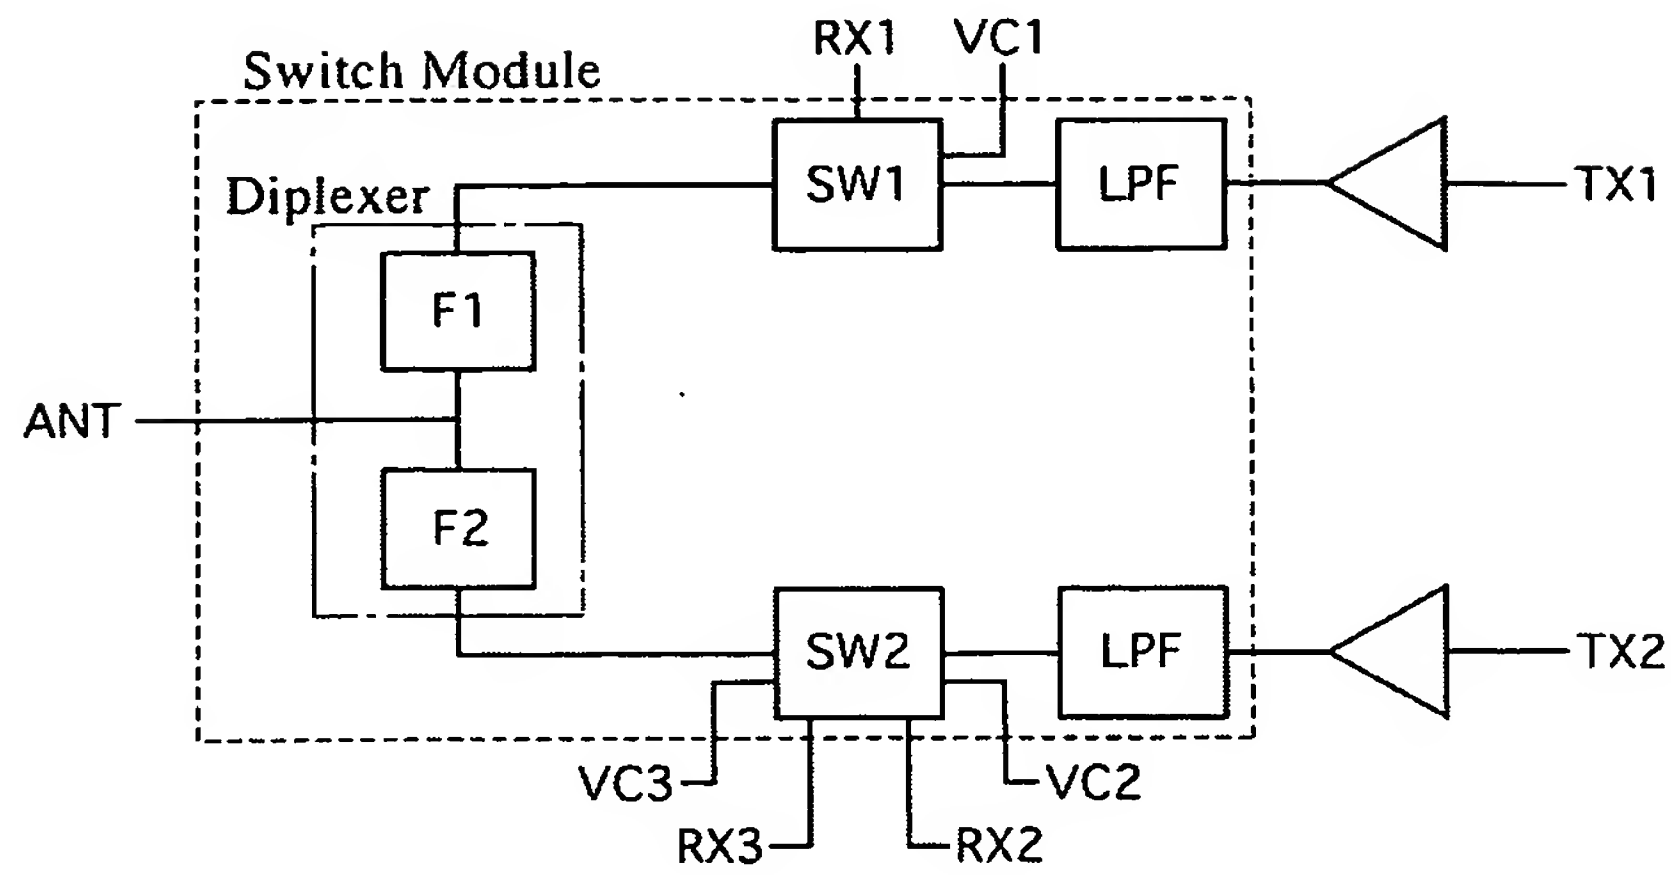 RX1 VC1
Switch Module
Diplexer
SW1
LPF
TX1
F1
ANT
F2
SW2
LPF
TX2
VC3
VC2
RX3
RX2